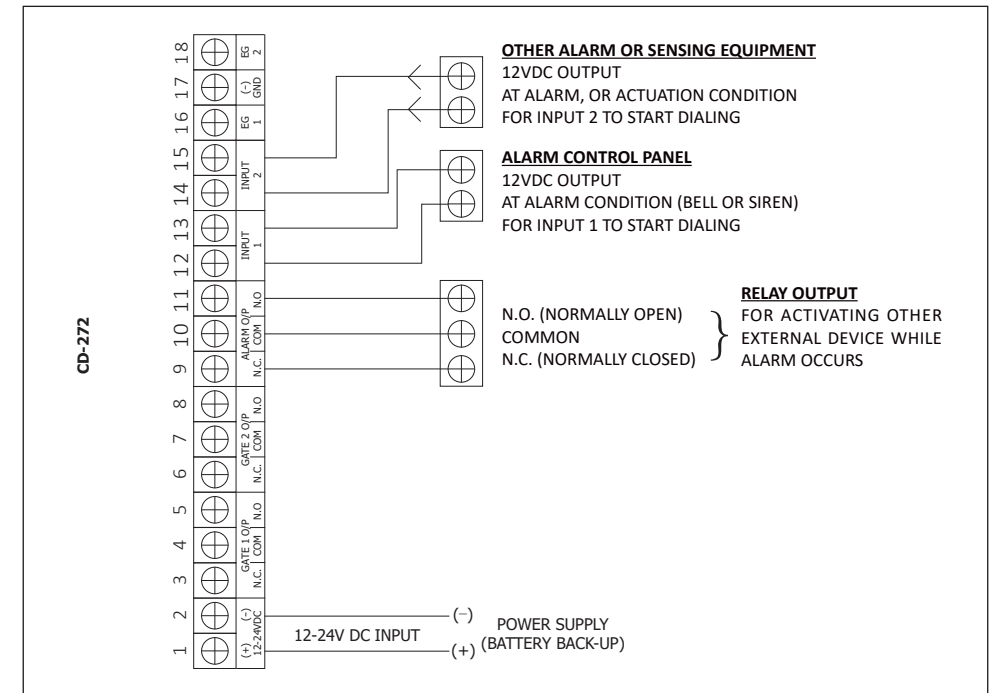 CD-272
18
17
16
15
14
13
12
11
10
9
8
7
6
5
4
3
2
1
EG 2
(-) GND
EG 1
INPUT 2
INPUT 1
ALARM O/P
N.O
COM
N.C.
GATE 2 O/P
N.O
COM
N.C.
GATE 1 O/P
N.O
COM
N.C.
(-)
(+)
12-24VDC
OTHER ALARM OR SENSING EQUIPMENT
12VDC OUTPUT
AT ALARM, OR ACTUATION CONDITION
FOR INPUT 2 TO START DIALING
ALARM CONTROL PANEL
12VDC OUTPUT
AT ALARM CONDITION (BELL OR SIREN)
FOR INPUT 1 TO START DIALING
N.O. (NORMALLY OPEN)
COMMON
N.C. (NORMALLY CLOSED)
RELAY OUTPUT
FOR ACTIVATING OTHER
EXTERNAL DEVICE WHILE
ALARM OCCURS
12-24V DC INPUT
(−)
(+)
POWER SUPPLY
(BATTERY BACK-UP)